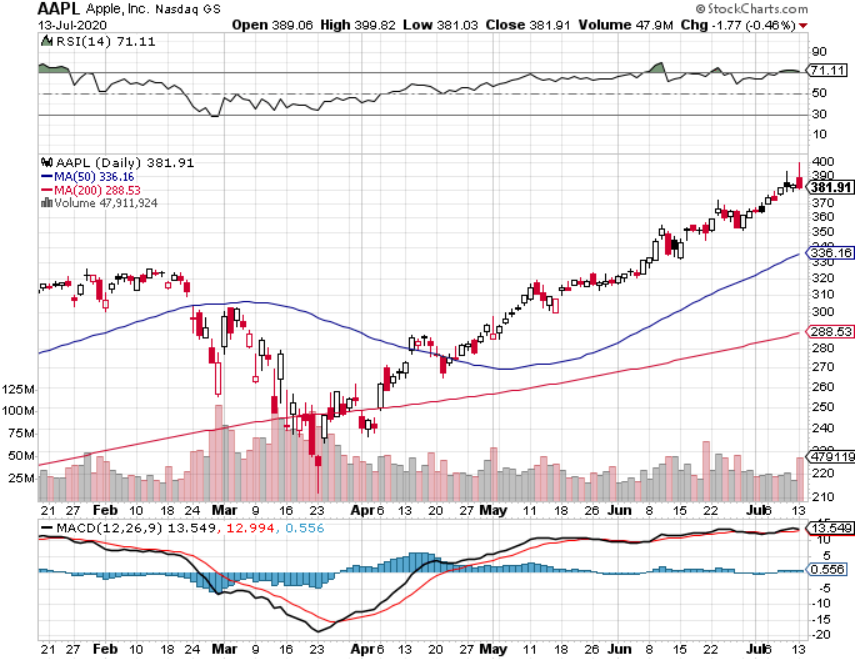 AAPL Apple, Inc. Nasdaq GS
© StockCharts.com
13-Jul-2020
Open 389.06 High 399.82 Low 381.03 Close 381.91 Volume 47.9M Chg -1.77 (-0.46%)
RSI(14) 71.11
90
71.11
50
30
10
AAPL (Daily) 381.91
MA(50) 336.16
MA(200) 288.53
Volume 47,911,924
400
390
381.91
370
360
350
340
336.16
330
320
310
300
288.53
280
270
260
250
240
479119
220
210
125M
100M
75M
50M
25M
21 27 Feb 10 18 24 Mar 9 16 23 Apr 6 13 20 27 May 11 18 26 Jun 8 15 22 Jul 6 13
MACD(12,26,9) 13.549, 12.994, 0.556
13.549
10
5
0.556
-5
-10
-15
-20
21 27 Feb 10 18 24 Mar 9 16 23 Apr 6 13 20 27 May 11 18 26 Jun 8 15 22 Jul 6 13